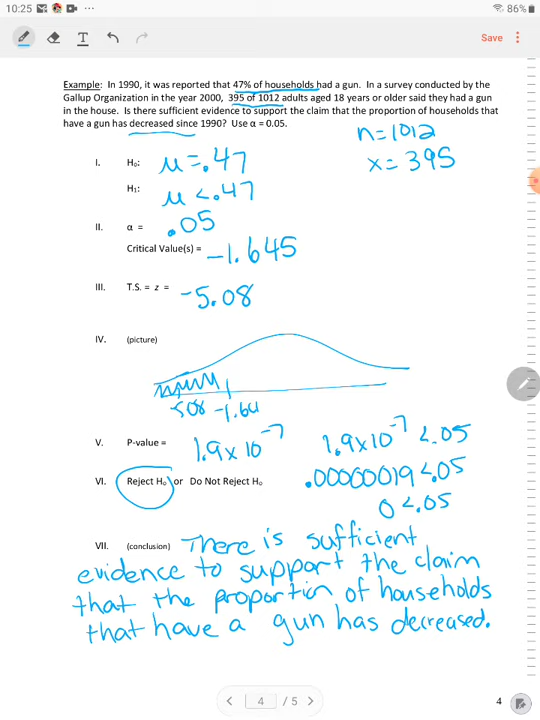 10:25 86%
T Save
Example: In 1990, it was reported that 47% of households had a gun. In a survey conducted by the
Gallup Organization in the year 2000, 395 of 1012 adults aged 18 years or older said they had a gun
in the house. Is there sufficient evidence to support the claim that the proportion of households that
have a gun has decreased since 1990? Use α = 0.05.
n=1012
x=395
I. H₀: μ=.47
H₁: μ<.47
II. α = .05
Critical Value(s) = -1.645
III. T.S. = z = -5.08
IV. (picture)
-508 -1.64
V. P-value = 1.9x10⁻⁷ 1.9x10⁻⁷<.05
VI. Reject H₀ or Do Not Reject H₀ .00000019<.05
0<.05
VII. (conclusion) There is sufficient
evidence to support the claim
that the proportion of households
that have a gun has decreased.
4 / 5 4